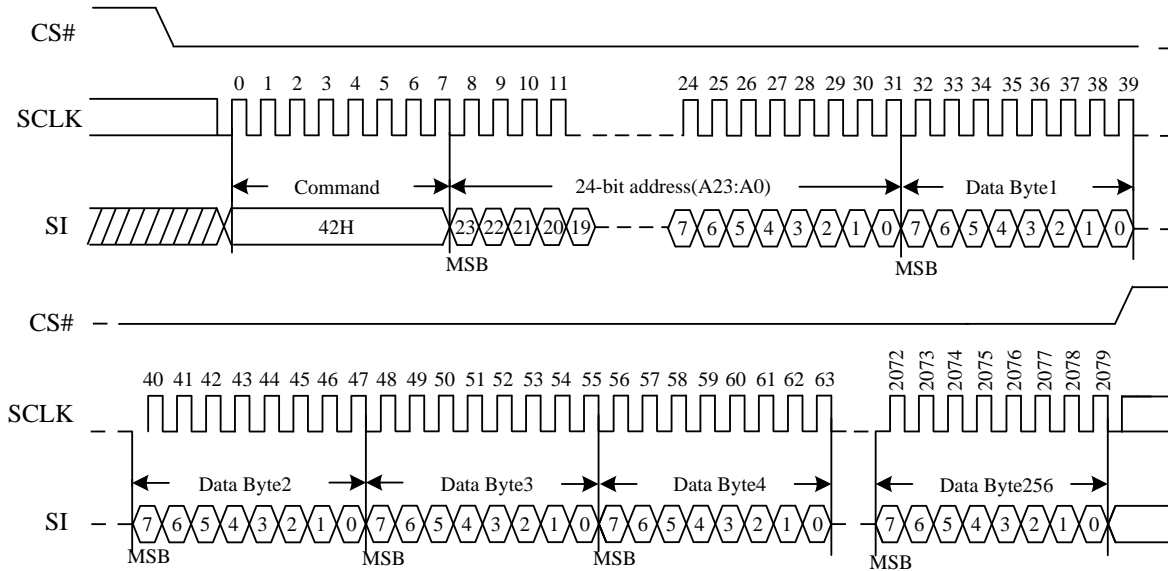 CS#
0 1 2 3 4 5 6 7 8 9 10 11 24 25 26 27 28 29 30 31 32 33 34 35 36 37 38 39
SCLK
Command 24-bit address(A23:A0) Data Byte1
SI 42H 23 22 21 20 19 7 6 5 4 3 2 1 0 7 6 5 4 3 2 1 0
MSB MSB
CS#
40 41 42 43 44 45 46 47 48 49 50 51 52 53 54 55 56 57 58 59 60 61 62 63 2072 2073 2074 2075 2076 2077 2078 2079
SCLK
Data Byte2 Data Byte3 Data Byte4 Data Byte256
SI 7 6 5 4 3 2 1 0 7 6 5 4 3 2 1 0 7 6 5 4 3 2 1 0 7 6 5 4 3 2 1 0
MSB MSB MSB MSB